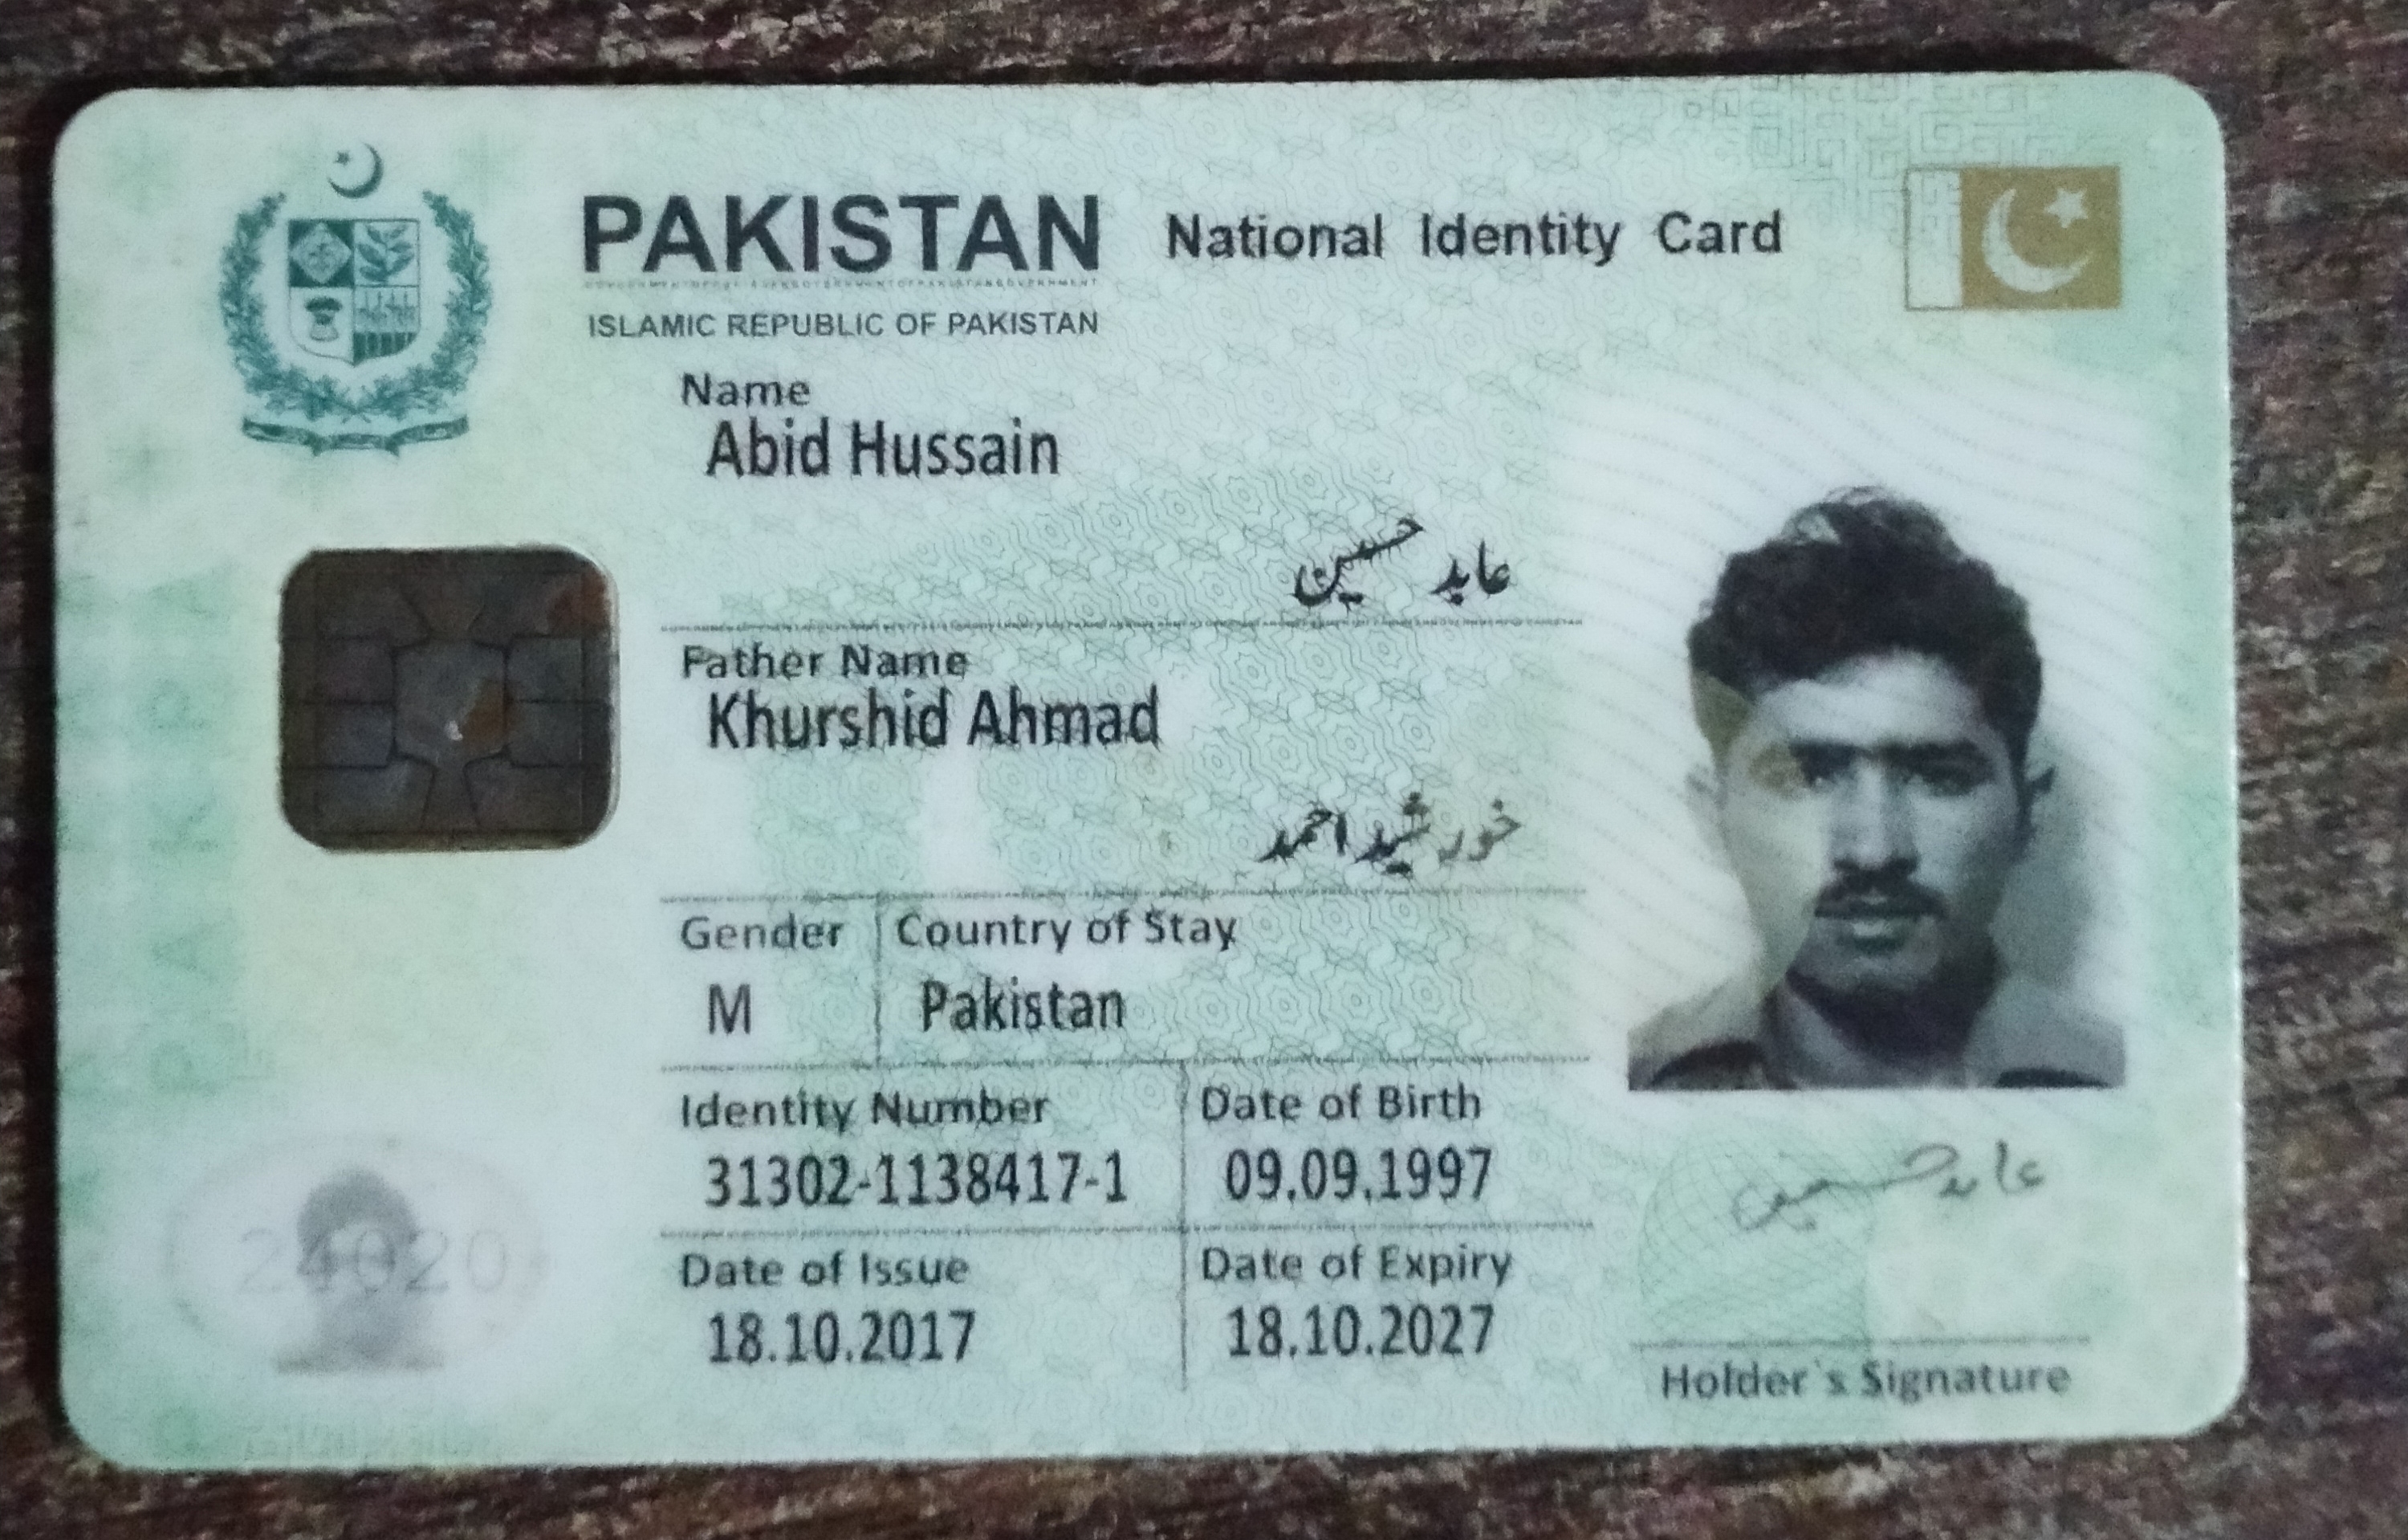 PAKISTAN National Identity Card
ISLAMIC REPUBLIC OF PAKISTAN
Name
Abid Hussain
عابد حسین
Father Name
Khurshid Ahmad
خورشید احمد
Gender Country of Stay
M Pakistan
Identity Number Date of Birth
31302-1138417-1 09.09.1997
عابد حسین
Date of Issue Date of Expiry
18.10.2017 18.10.2027
Holder`s Signature
24020